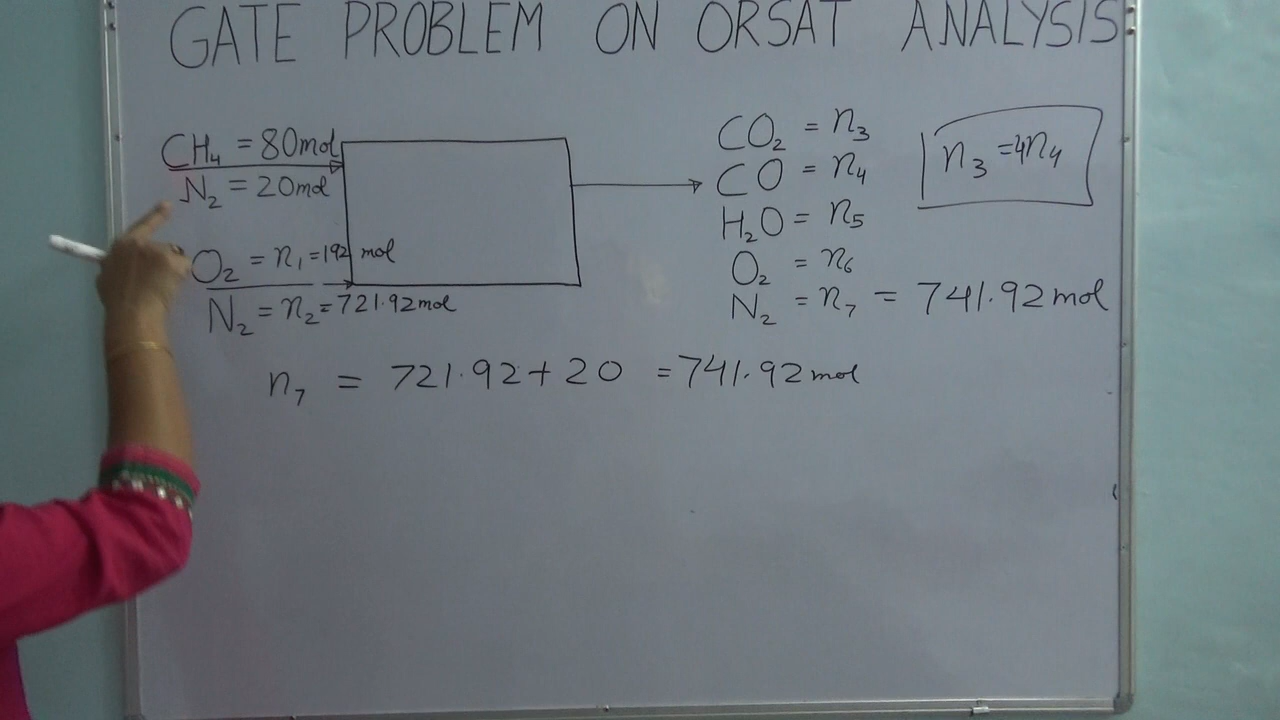 GATE PROBLEM ON ORSAT ANALYSIS
CH₄ = 80mol
N₂ = 20mol
O₂ = n₁ = 192 mol
N₂ = n₂ = 721.92mol
CO₂ = n₃
CO = n₄
H₂O = n₅
O₂ = n₆
N₂ = n₇ = 741.92mol
n₃ = 4n₄
n₇ = 721.92 + 20 = 741.92mol